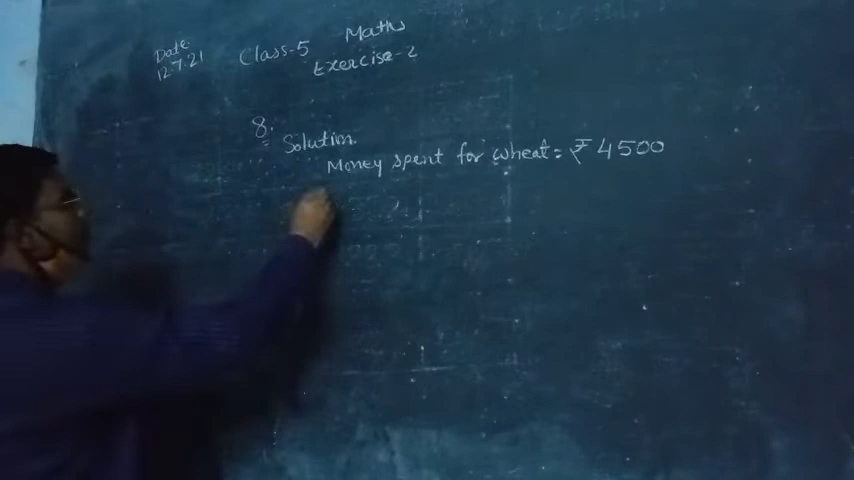 Maths
Date
12.7.21
Class-5
Exercise-2
8.
Solution.
Money spent for wheat = ₹ 4500